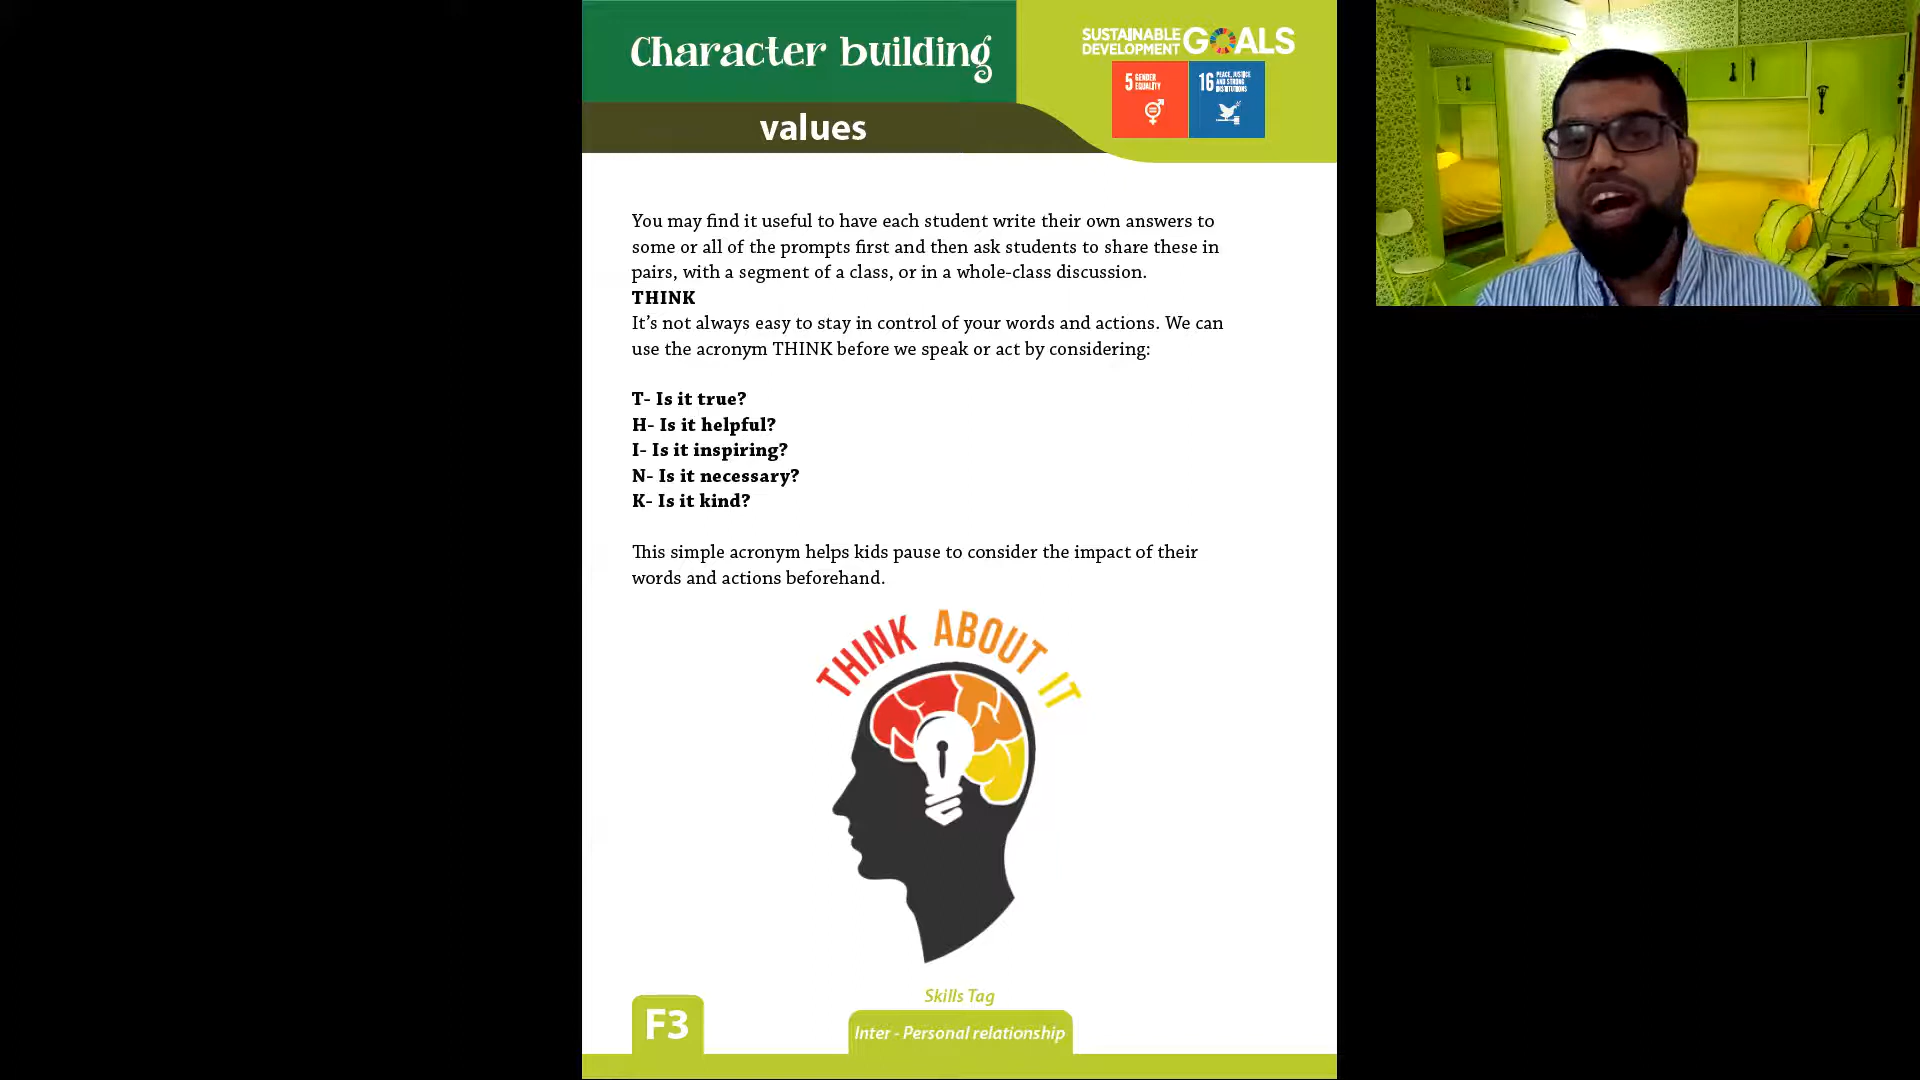 Character building
values
SUSTAINABLE
DEVELOPMENT
GOALS
5 GENDER
EQUALITY
16 PEACE, JUSTICE
AND STRONG
INSTITUTIONS
You may find it useful to have each student write their own answers to
some or all of the prompts first and then ask students to share these in
pairs, with a segment of a class, or in a whole-class discussion.
THINK
It’s not always easy to stay in control of your words and actions. We can
use the acronym THINK before we speak or act by considering:
T- Is it true?
H- Is it helpful?
I- Is it inspiring?
N- Is it necessary?
K- Is it kind?
This simple acronym helps kids pause to consider the impact of their
words and actions beforehand.
THINK ABOUT IT
Skills Tag
F3
Inter - Personal relationship